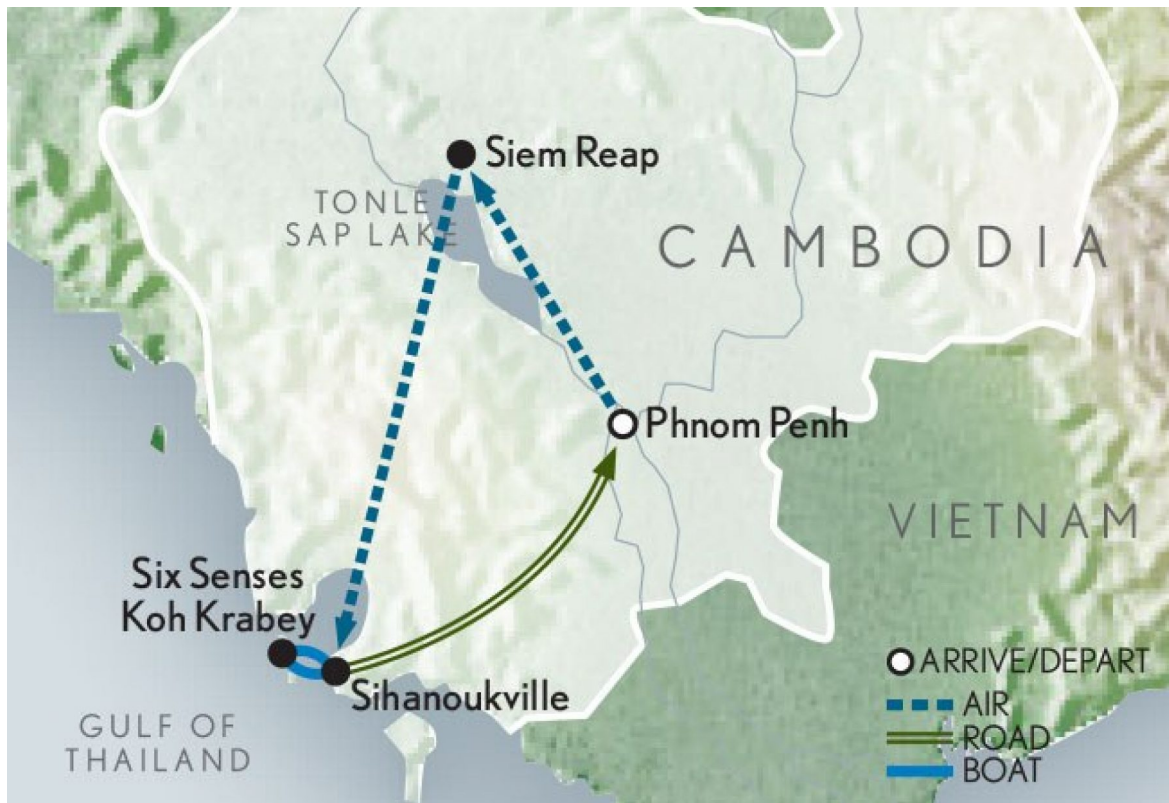 Siem Reap
TONLE
SAP LAKE
CAMBODIA
Phnom Penh
VIETNAM
Six Senses
Koh Krabey
Sihanoukville
GULF OF
THAILAND
ARRIVE/DEPART
AIR
ROAD
BOAT